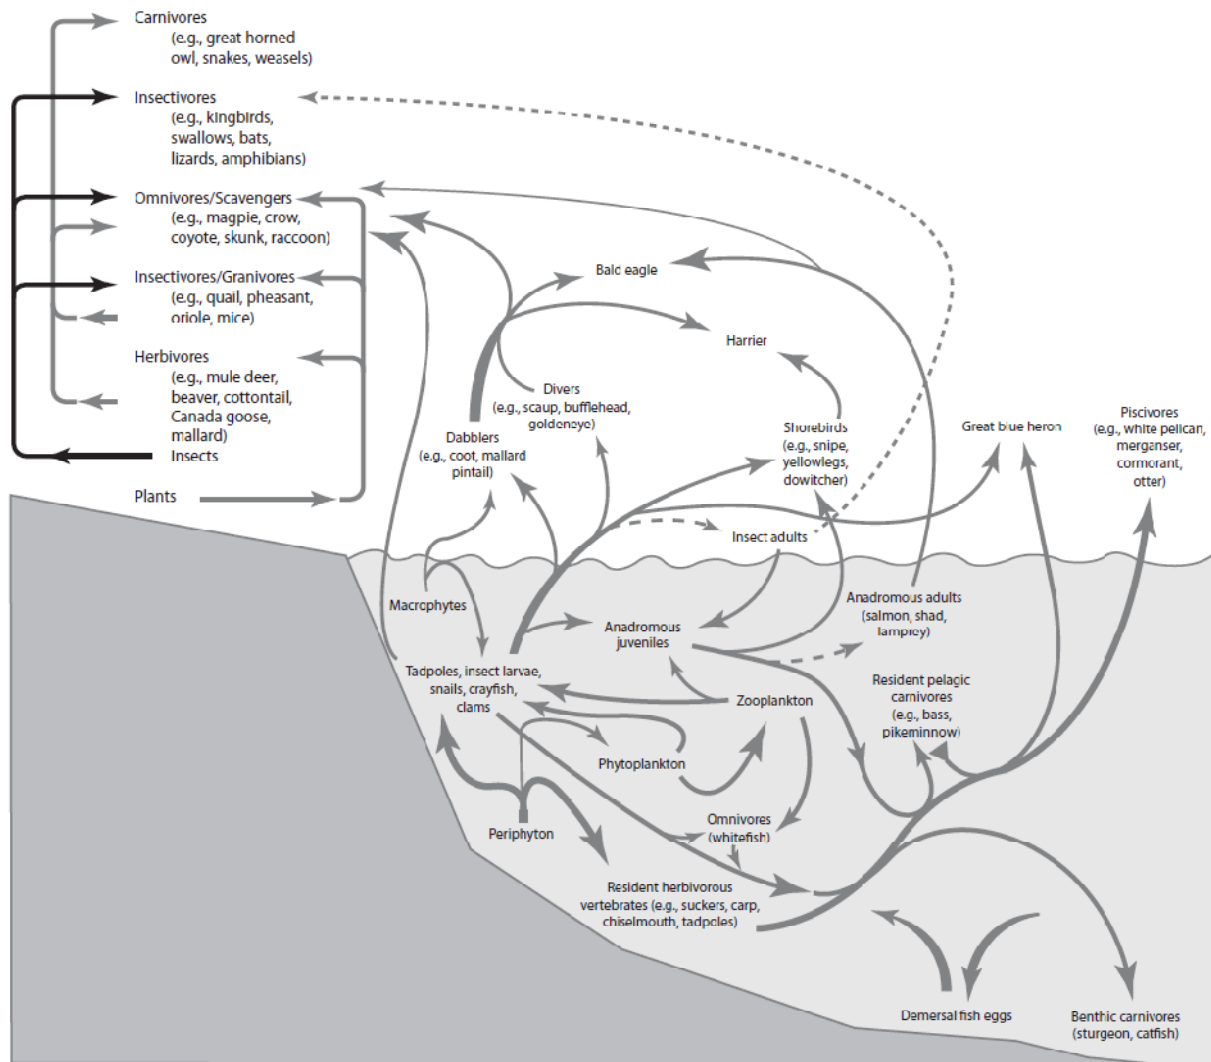 Carnivores
(e.g., great horned
owl, snakes, weasels)
Insectivores
(e.g., kingbirds,
swallows, bats,
lizards, amphibians)
Omnivores/Scavengers
(e.g., magpie, crow,
coyote, skunk, raccoon)
Insectivores/Granivores
(e.g., quail, pheasant,
oriole, mice)
Herbivores
(e.g., mule deer,
beaver, cottontail,
Canada goose,
mallard)
Insects
Plants
Bald eagle
Harrier
Divers
(e.g., scaup, bufflehead,
goldeneye)
Dabblers
(e.g., coot, mallard
pintail)
Shorebirds
(e.g., snipe,
yellowlegs,
dowitcher)
Great blue heron
Piscivores
(e.g., white pelican,
merganser,
cormorant,
otter)
Insect adults
Macrophytes
Anadromous
juveniles
Anadromous adults
(salmon, shad,
lamprey)
Tadpoles, insect larvae,
snails, crayfish,
clams
Zooplankton
Resident pelagic
carnivores
(e.g., bass,
pikeminnow)
Phytoplankton
Periphyton
Omnivores
(whitefish)
Resident herbivorous
vertebrates (e.g., suckers, carp,
chiselmouth, tadpoles)
Demersal fish eggs
Benthic carnivores
(sturgeon, catfish)